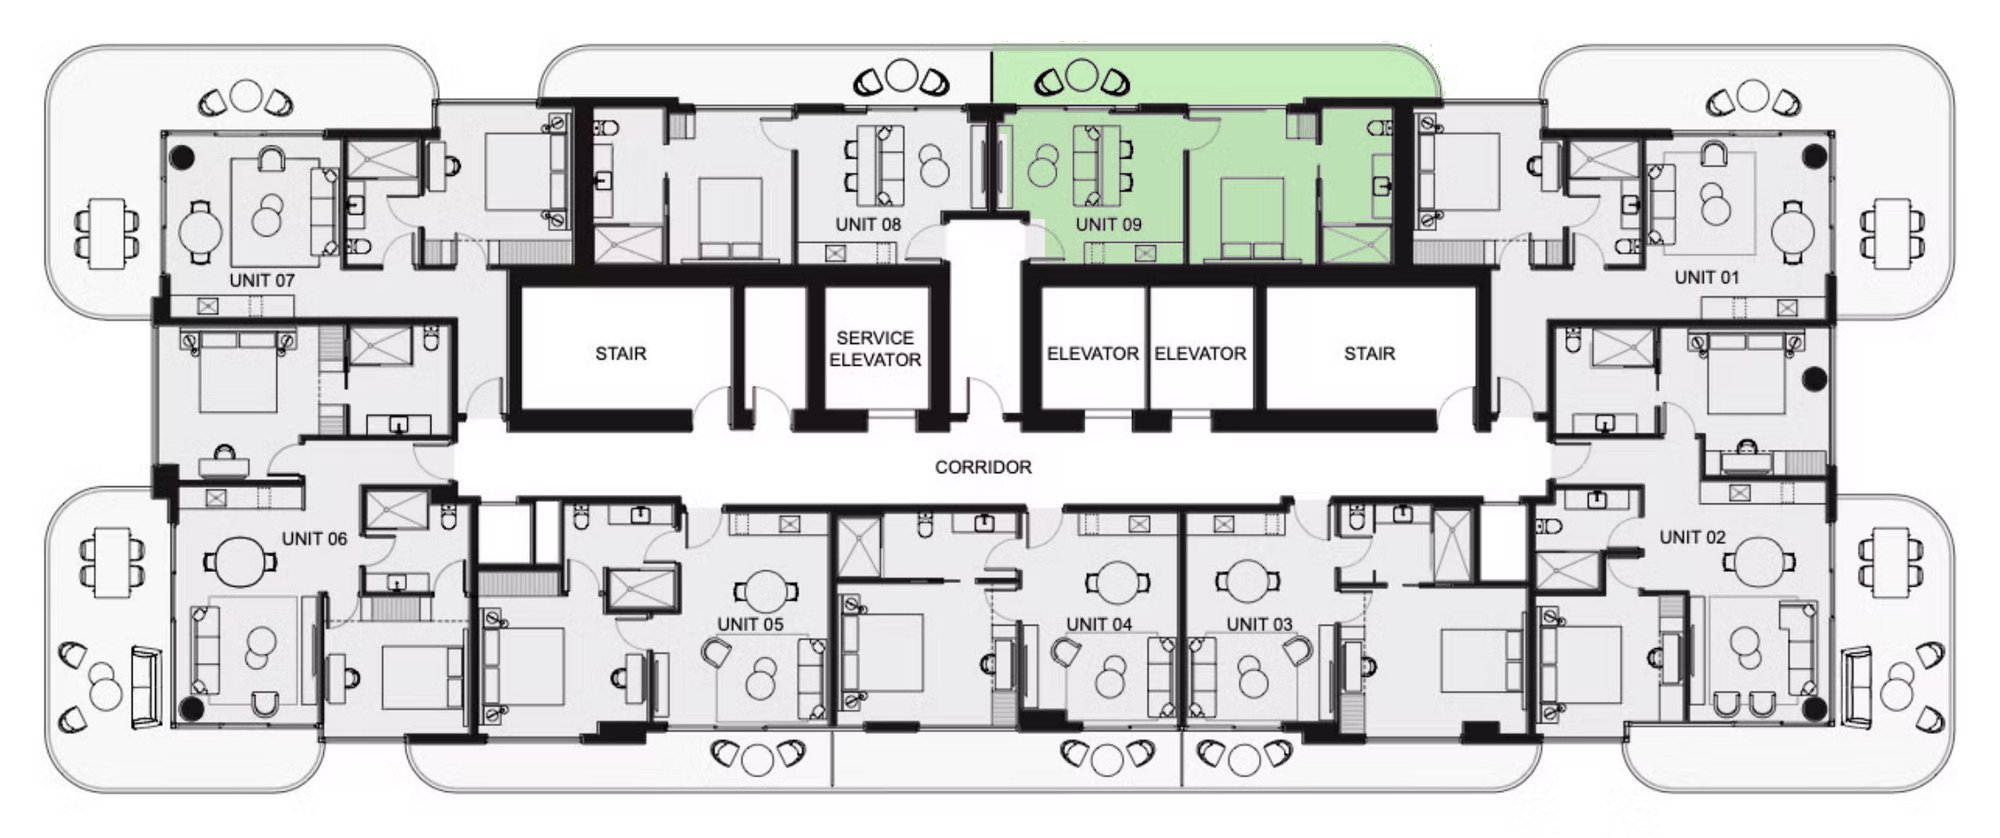 UNIT 08
UNIT 09
UNIT 07
UNIT 01
STAIR
SERVICE
ELEVATOR
ELEVATOR
ELEVATOR
STAIR
CORRIDOR
UNIT 06
UNIT 02
UNIT 05
UNIT 04
UNIT 03